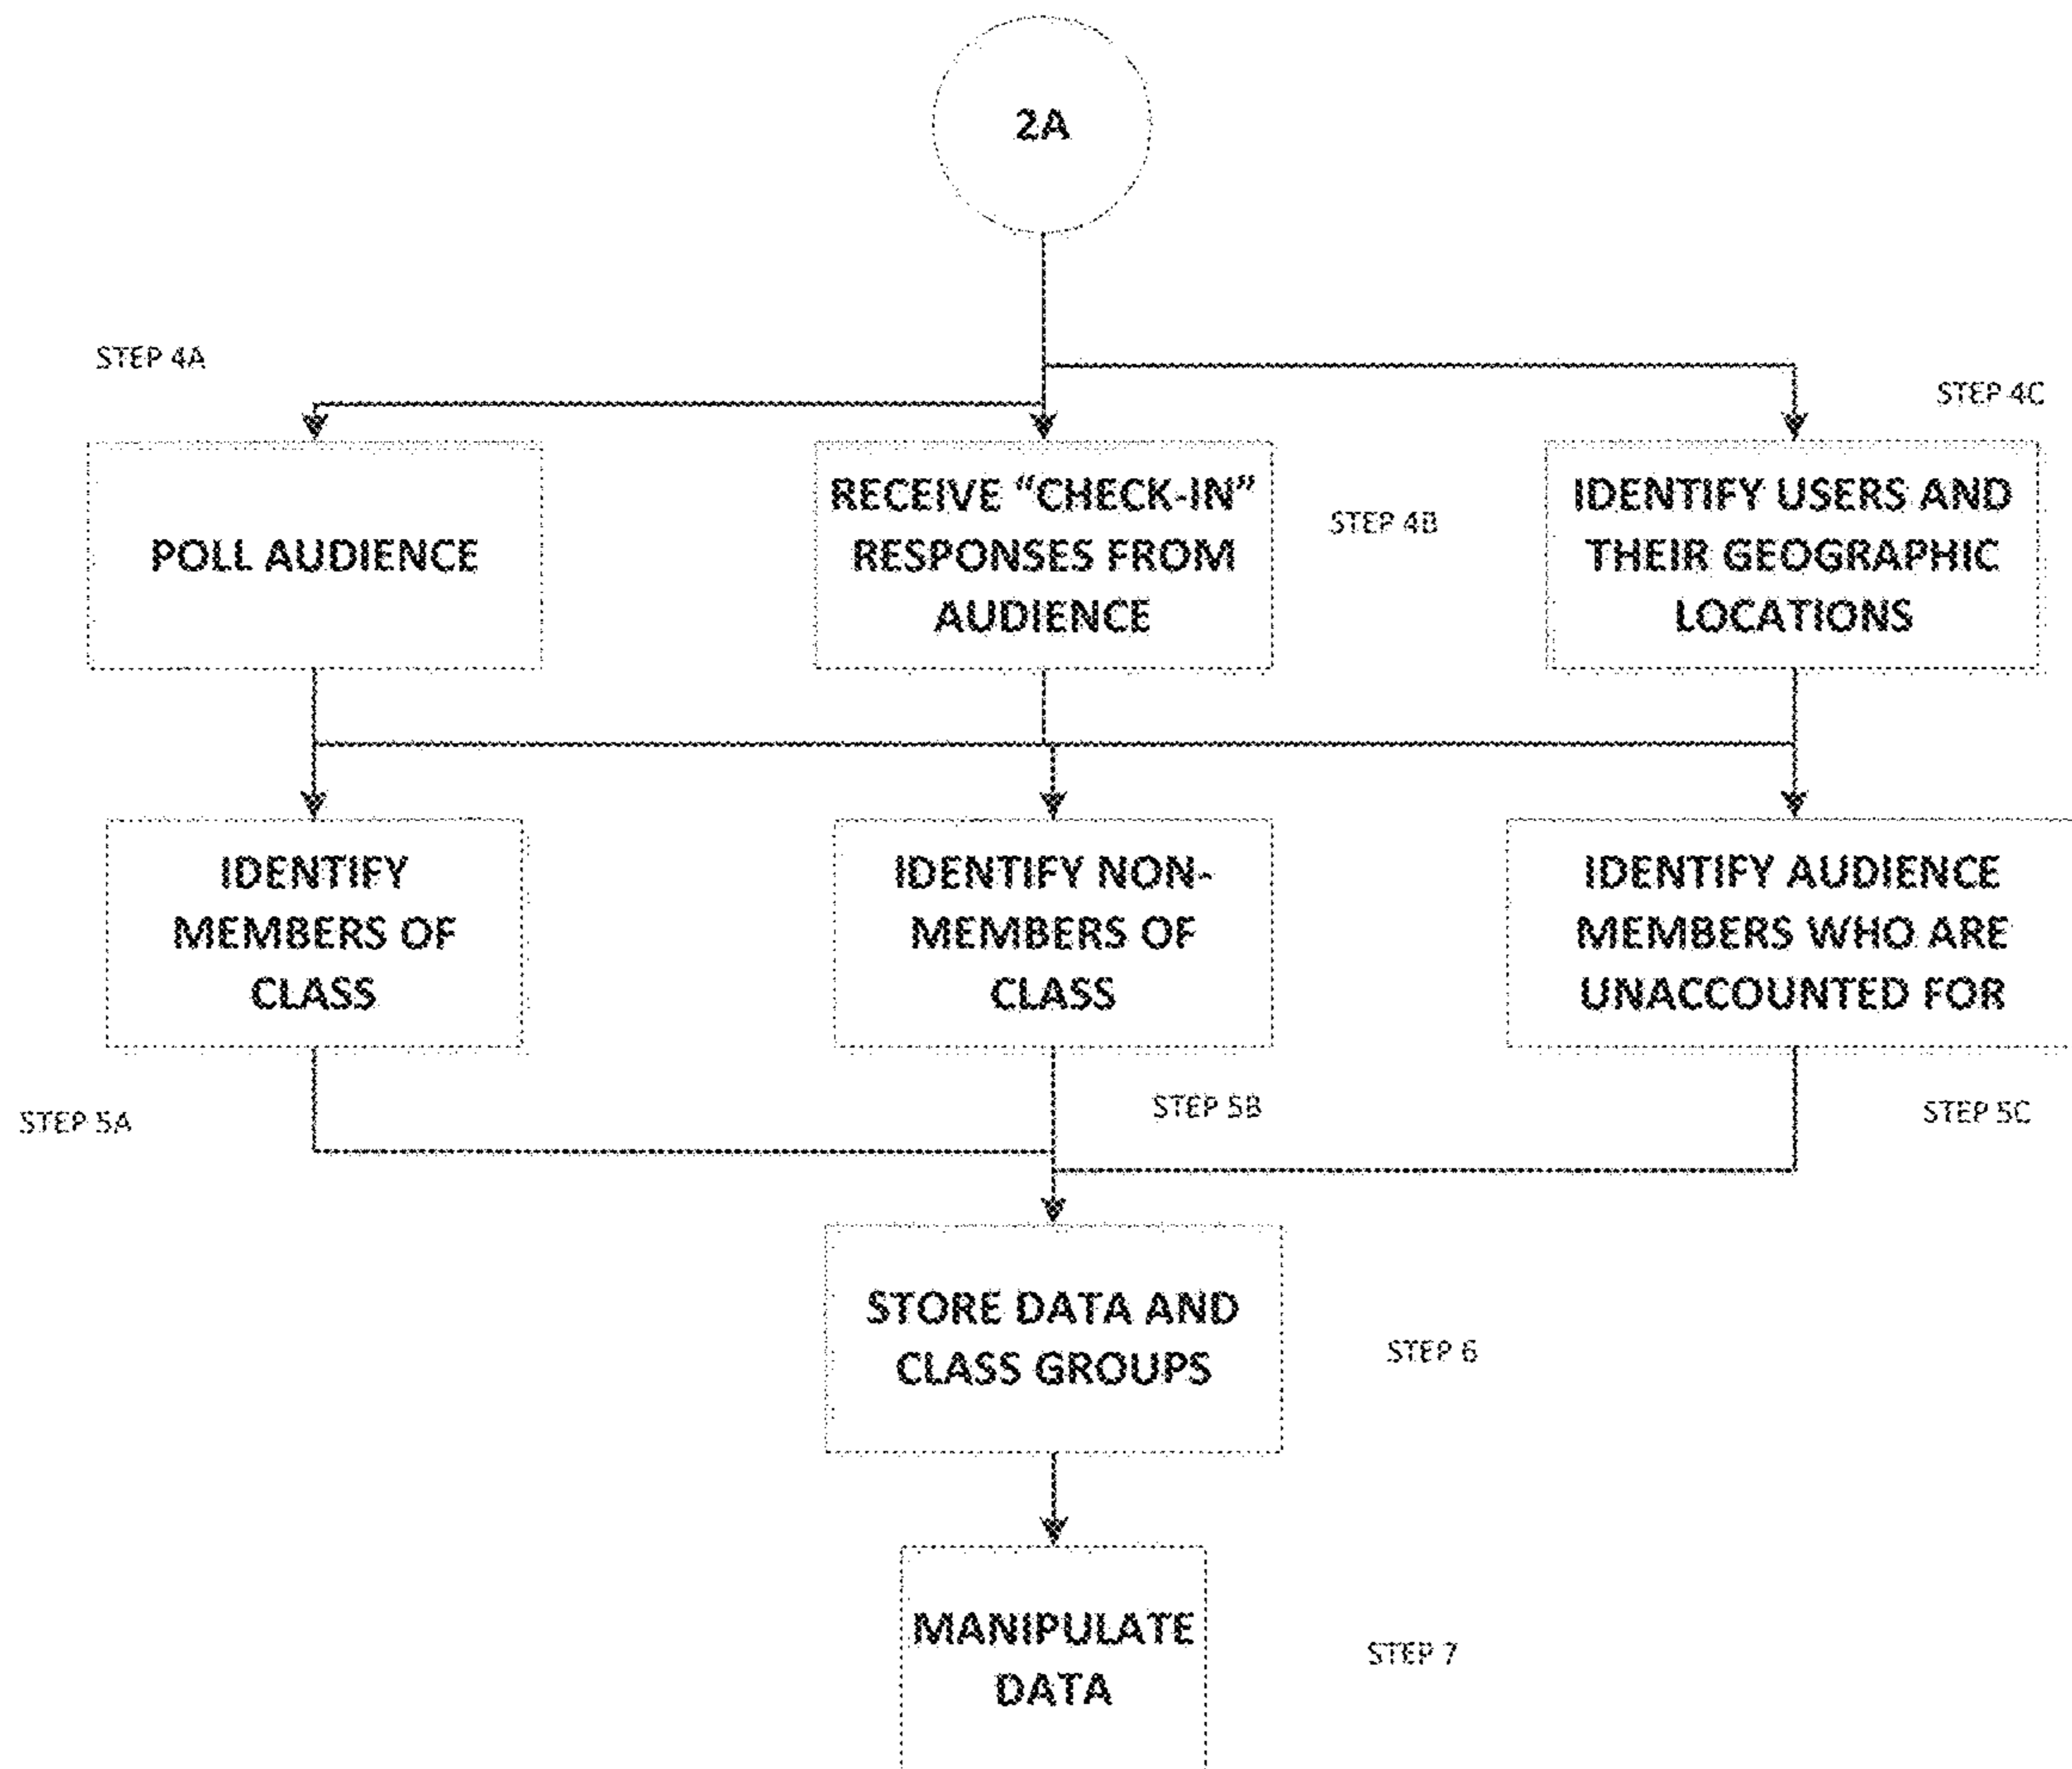 2A
STEP 4A
STEP 4C
POLL AUDIENCE
RECEIVE “CHECK-IN”
RESPONSES FROM
AUDIENCE
STEP 4B
IDENTIFY USERS AND
THEIR GEOGRAPHIC
LOCATIONS
IDENTIFY
MEMBERS OF
CLASS
IDENTIFY NON-
MEMBERS OF
CLASS
IDENTIFY AUDIENCE
MEMBERS WHO ARE
UNACCOUNTED FOR
STEP 5A
STEP 5B
STEP 5C
STORE DATA AND
CLASS GROUPS
STEP 6
MANIPULATE
DATA
STEP 7